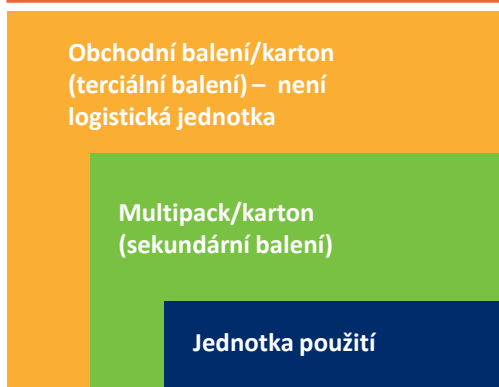 Obchodní balení/karton
(terciální balení) – není
logistická jednotka
Multipack/karton
(sekundární balení)
Jednotka použití